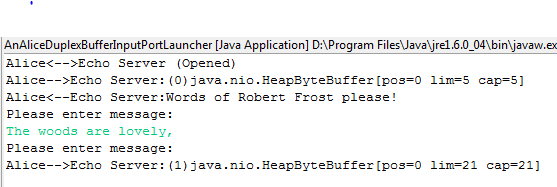 AnAliceDuplexBufferInputPortLauncher [Java Application] D:\Program Files\Java\jre1.6.0_04\bin\javaw.ex
Alice<-->Echo Server (Opened)
Alice-->Echo Server:(0)java.nio.HeapByteBuffer[pos=0 lim=5 cap=5]
Alice<--Echo Server:Words of Robert Frost please!
Please enter message:
The woods are lovely,
Please enter message:
Alice-->Echo Server:(1)java.nio.HeapByteBuffer[pos=0 lim=21 cap=21]